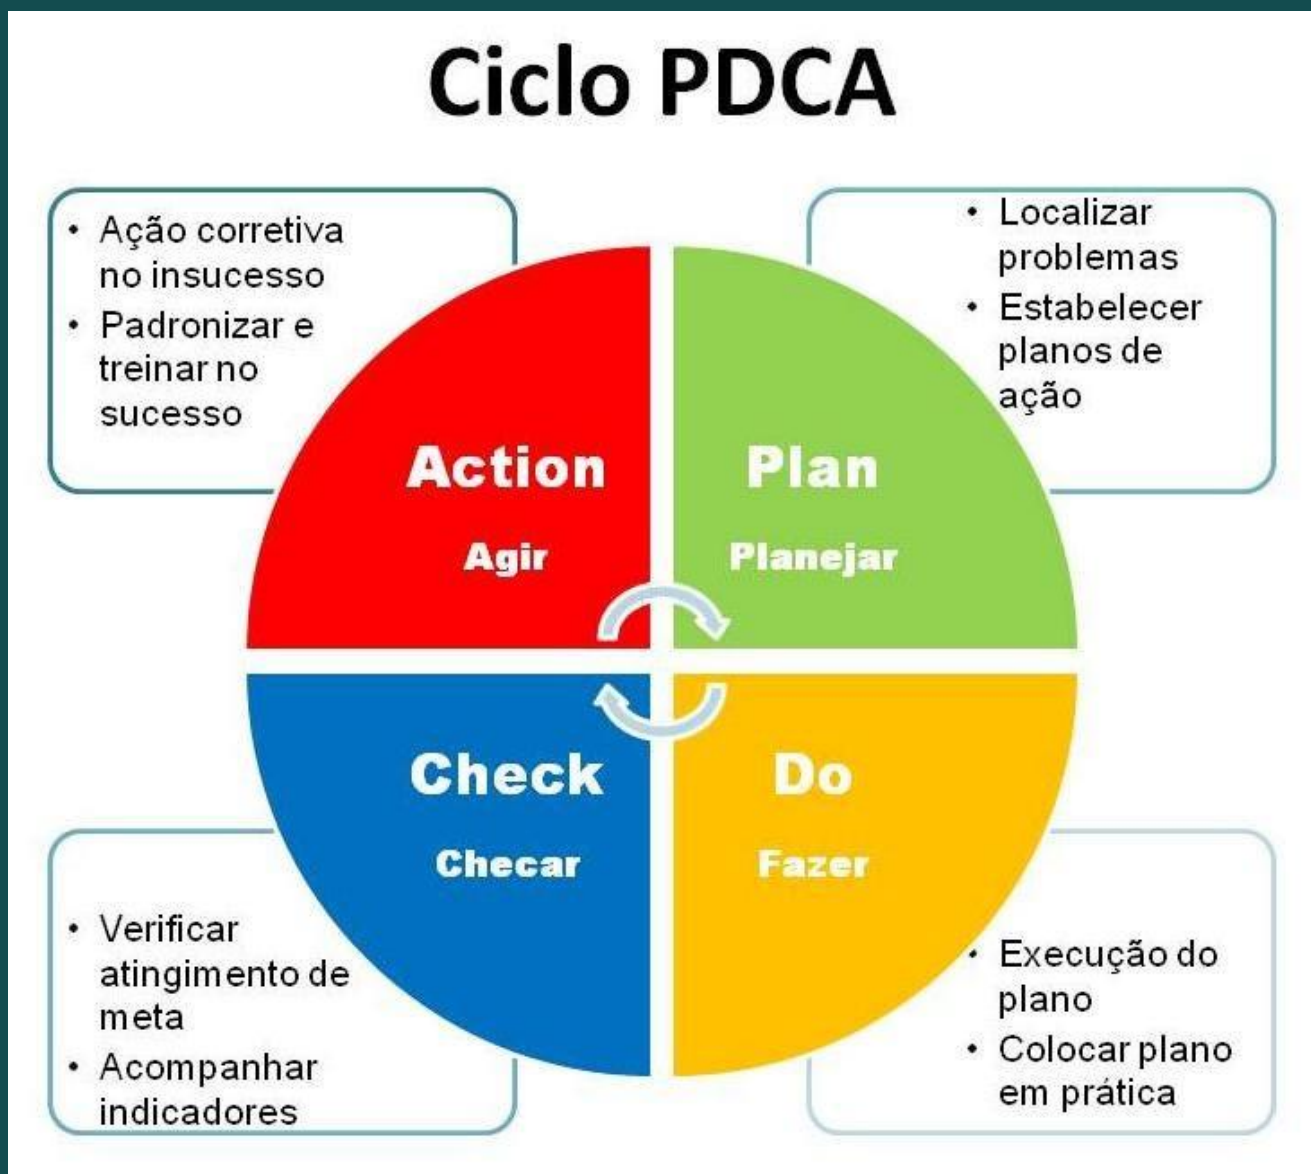 Ciclo PDCA
• Ação corretiva
no insucesso
• Padronizar e
treinar no
sucesso
• Localizar
problemas
• Estabelecer
planos de
ação
Action
Agir
Plan
Planejar
Check
Checar
Do
Fazer
• Verificar
atingimento de
meta
• Acompanhar
indicadores
• Execução do
plano
• Colocar plano
em prática